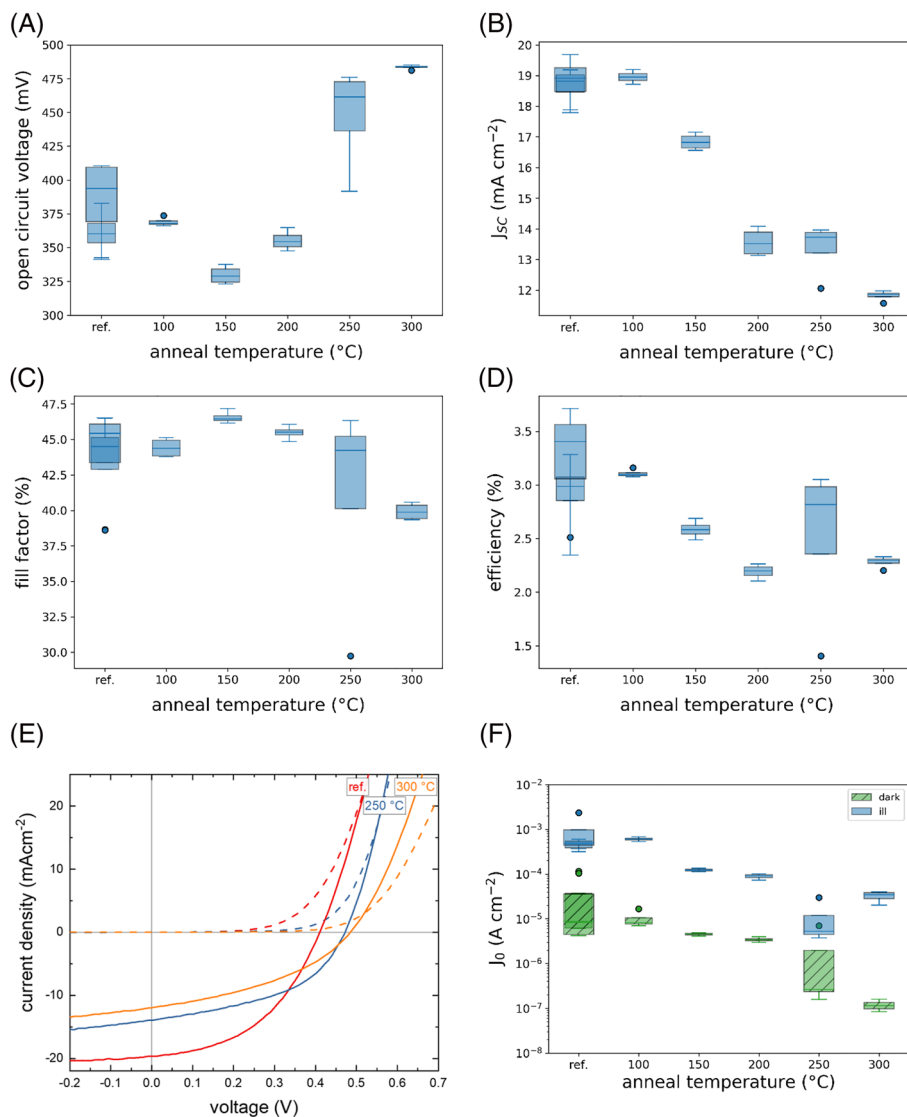 (A)
500
475
450
425
400
375
350
325
300
open circuit voltage (mV)
ref. 100 150 200 250 300
anneal temperature (°C)
(B)
20
19
18
17
16
15
14
13
12
J_SC (mA cm⁻²)
ref. 100 150 200 250 300
anneal temperature (°C)
(C)
47.5
45.0
42.5
40.0
37.5
35.0
32.5
30.0
fill factor (%)
ref. 100 150 200 250 300
anneal temperature (°C)
(D)
3.5
3.0
2.5
2.0
1.5
efficiency (%)
ref. 100 150 200 250 300
anneal temperature (°C)
(E)
ref.
300 °C
250 °C
20
10
0
-10
-20
current density (mAcm⁻²)
-0.2 -0.1 0.0 0.1 0.2 0.3 0.4 0.5 0.6 0.7
voltage (V)
(F)
dark
ill
10⁻²
10⁻³
10⁻⁴
10⁻⁵
10⁻⁶
10⁻⁷
10⁻⁸
J₀ (A cm⁻²)
ref. 100 150 200 250 300
anneal temperature (°C)